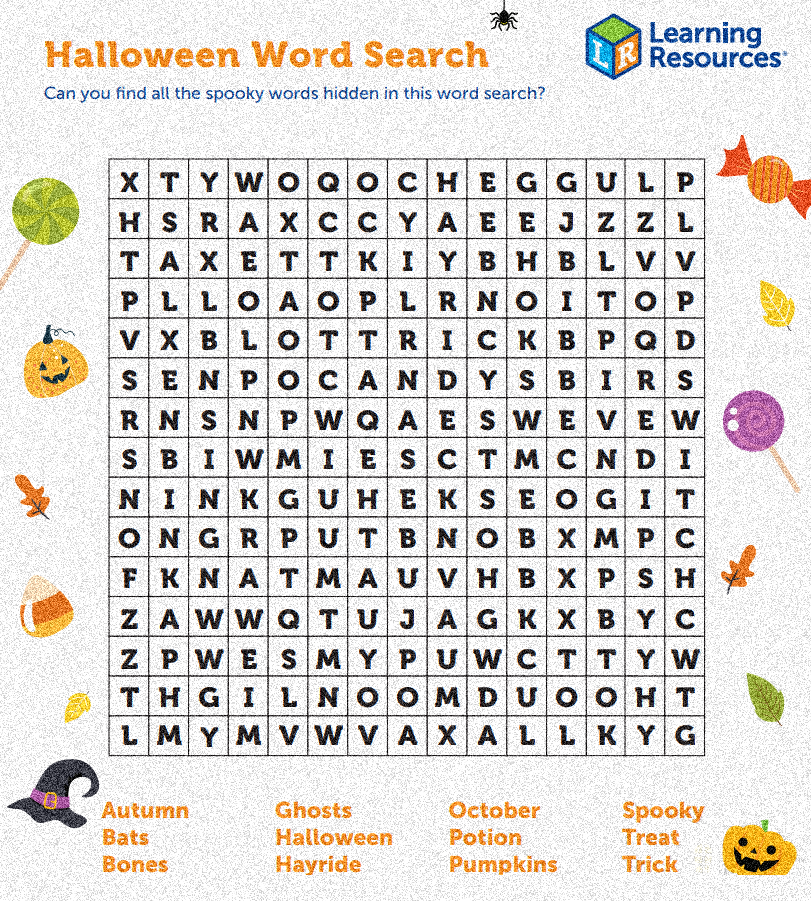 Halloween Word Search
Can you find all the spooky words hidden in this word search?
LR Learning
Resources®
X T Y W O Q O C H E G G U L P
H S R A X C C Y A E E J Z Z L
T A X E T T K I Y B H B L V V
P L L O A O P L R N O I T O P
V X B L O T T R I C K B P Q D
S E N P O C A N D Y S B I R S
R N S N P W Q A E S W E V E W
S B I W M I E S C T M C N D I
N I N K G U H E K S E O G I T
O N G R P U T B N O B X M P C
F K N A T M A U V H B X P S H
Z A W W Q T U J A G K X B Y C
Z P W E S M Y P U W C T T Y W
T H G I L N O O M D U O O H T
L M Y M V W V A X A L L K Y G
Autumn Ghosts October Spooky
Bats Halloween Potion Treat
Bones Hayride Pumpkins Trick